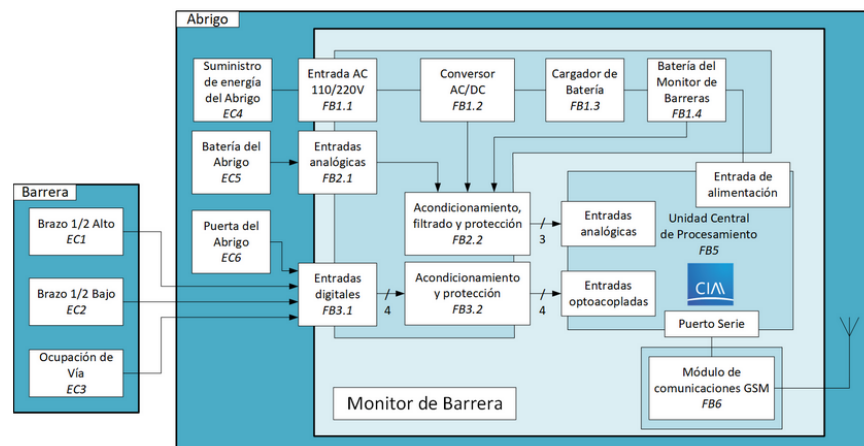 Abrigo
Suministro
de energía
del Abrigo
EC4
Entrada AC
110/220V
FB1.1
Conversor
AC/DC
FB1.2
Cargador de
Batería
FB1.3
Batería del
Monitor de
Barreras
FB1.4
Batería del
Abrigo
EC5
Entradas
analógicas
FB2.1
Entrada de
alimentación
Barrera
Brazo 1/2 Alto
EC1
Puerta del
Abrigo
EC6
Acondicionamiento,
filtrado y protección
FB2.2
3
Entradas
analógicas
Unidad Central
de Procesamiento
FB5
Brazo 1/2 Bajo
EC2
Entradas
digitales
FB3.1
4
Acondicionamiento
y protección
FB3.2
4
Entradas
optoacopladas
CIAA
Puerto Serie
Ocupación de
Vía
EC3
Monitor de Barrera
Módulo de
comunicaciones GSM
FB6